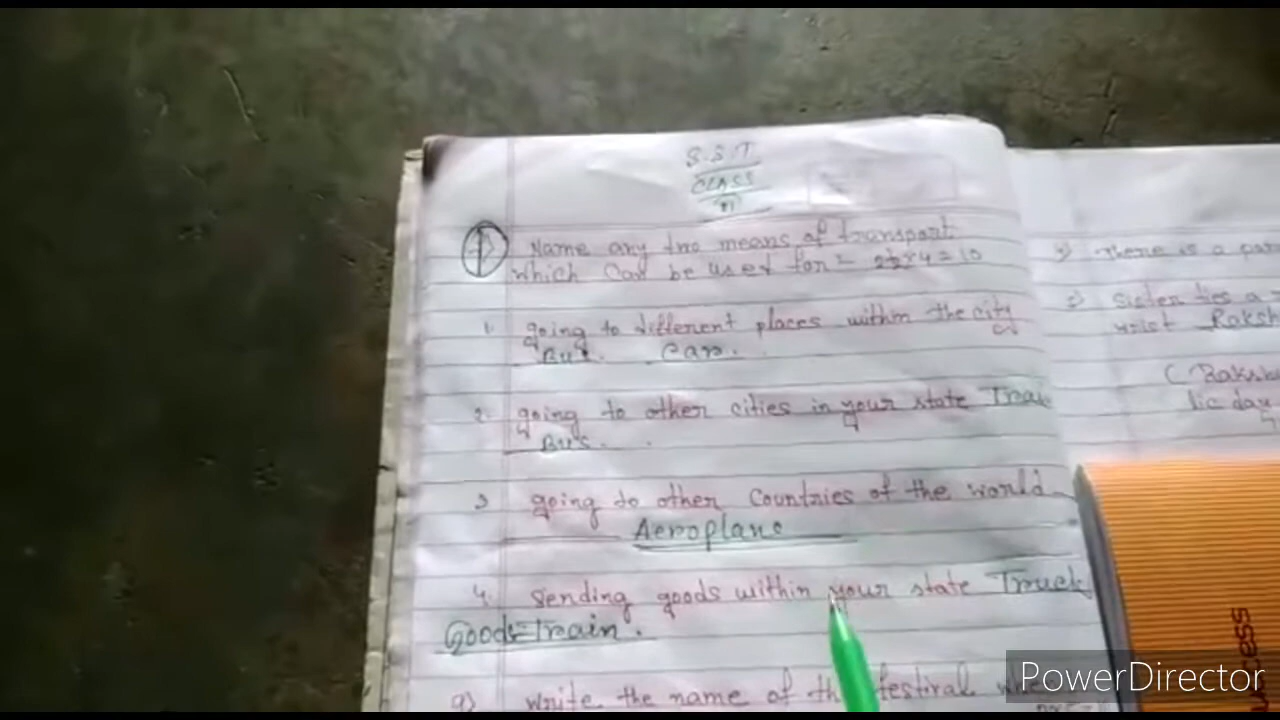 S.S.T
CLASS
Name any two means of transport
which can be used for = 2½×4=10
1. going to different places within the city
Bus. Car.
2. going to other cities in your state Train
Bus.
3 going to other countries of the world
Aeroplane
4. Sending goods within your state Truck
Goods Train.
9) write the name of the festival
There is a
Sister ties a
wrist Raksh
( Raksh
lic day
uccess
PowerDirector